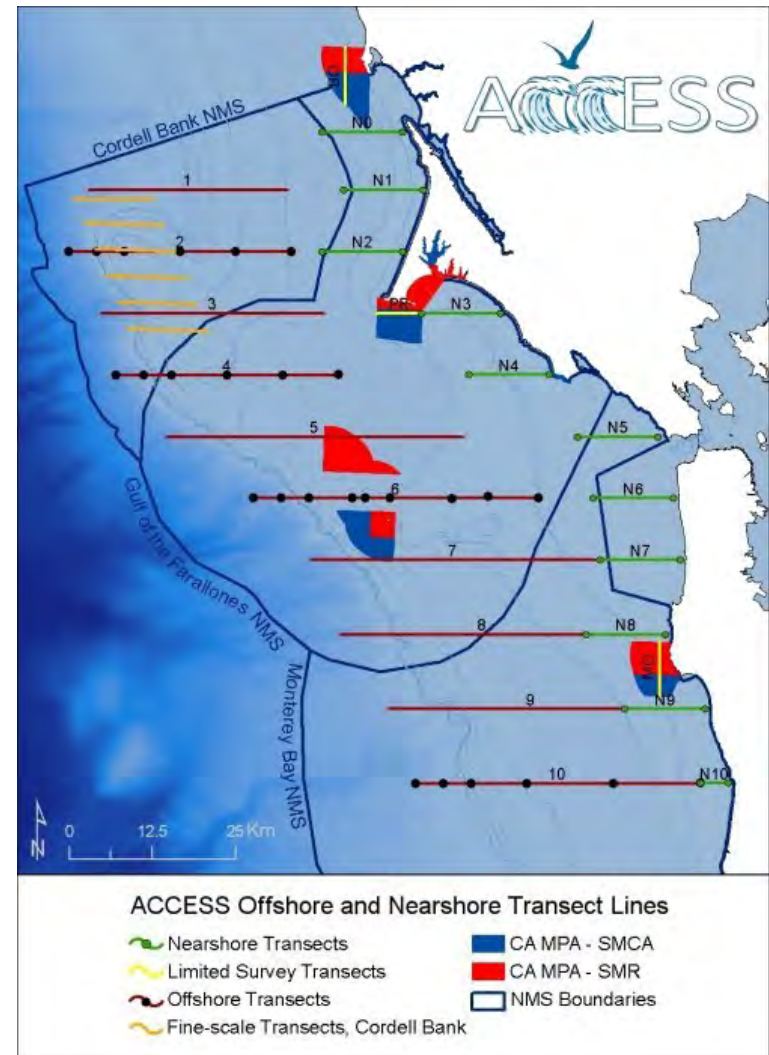 ACCESS
BO
Cordell Bank NMS
N0
1
N1
2
N2
3
PR
N3
4
N4
5
N5
6
N6
7
N7
Gulf of the Farallones NMS
8
N8
MO
Monterey Bay NMS
9
N9
10
N10
N
0 12.5 25 Km
ACCESS Offshore and Nearshore Transect Lines
Nearshore Transects
Limited Survey Transects
Offshore Transects
Fine-scale Transects, Cordell Bank
CA MPA - SMCA
CA MPA - SMR
NMS Boundaries